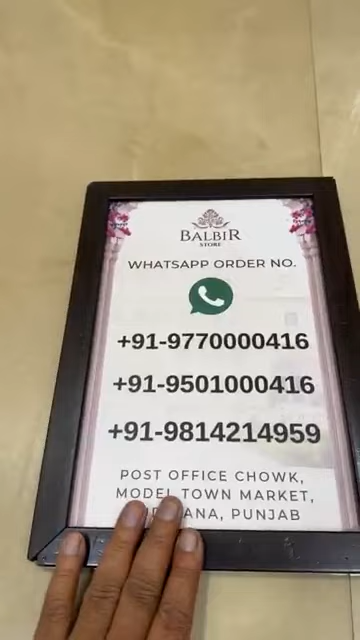 BALBIR
STORE
WHATSAPP ORDER NO.
+91-9770000416
+91-9501000416
+91-9814214959
POST OFFICE CHOWK,
MODEL TOWN MARKET,
PUNJAB